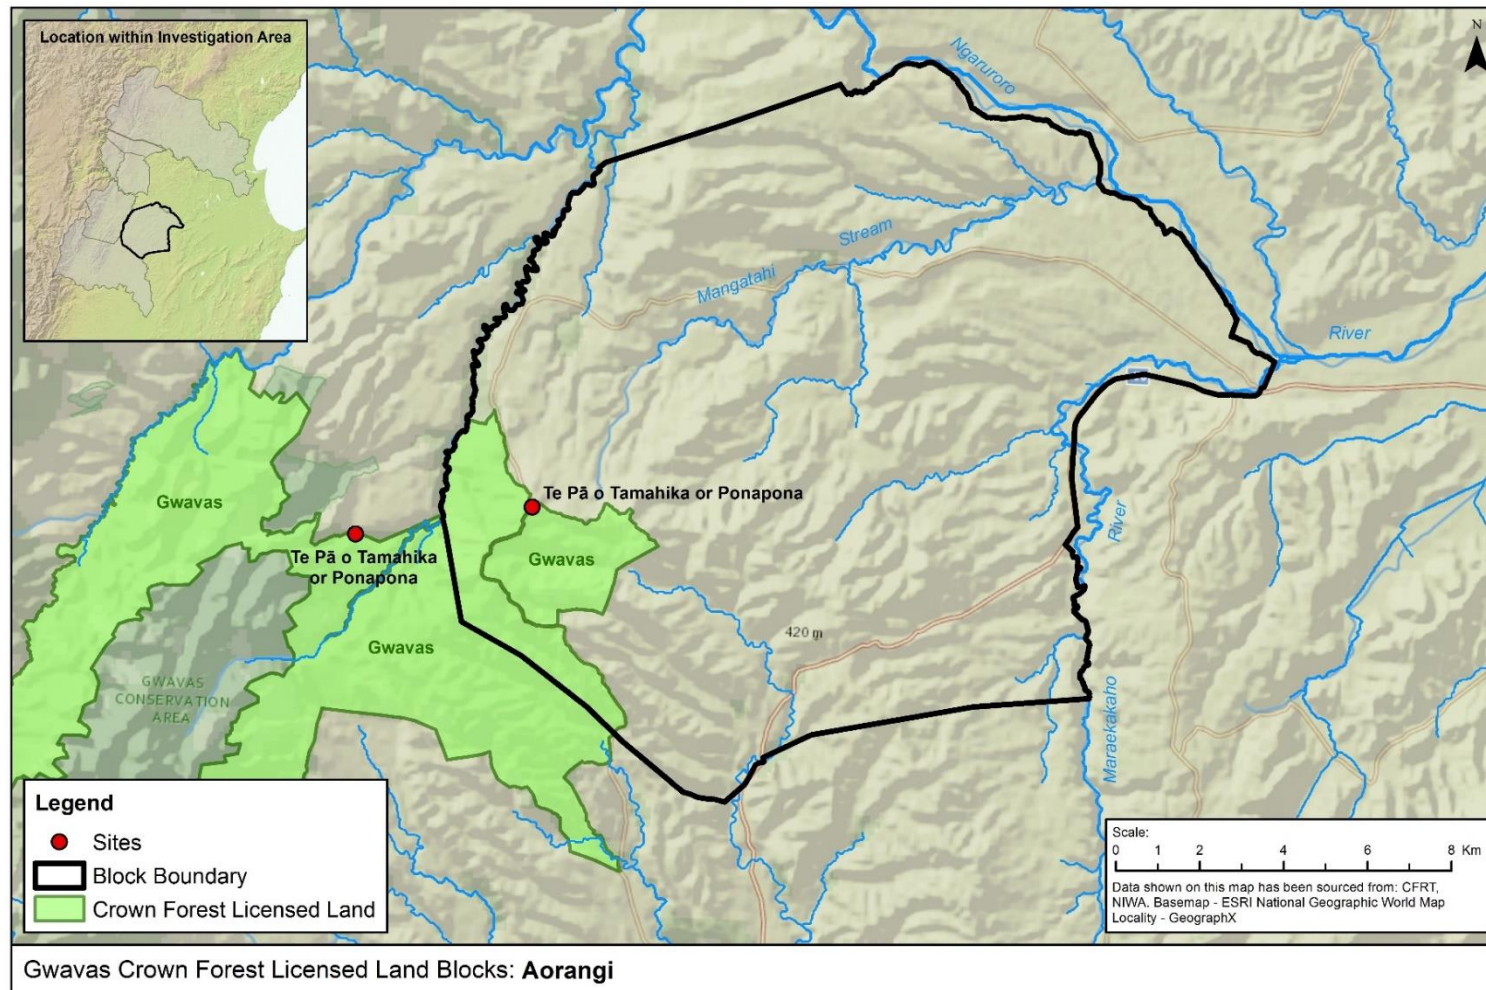 Location within Investigation Area
N
Ngaruroro
Stream
Mangatahi
River
Gwavas
Te Pā o Tamahika or Ponapona
Te Pā o Tamahika
or Ponapona
Gwavas
River
Gwavas
420 m
GWAVAS
CONSERVATION
AREA
Maraekakaho
Legend
Sites
Block Boundary
Crown Forest Licensed Land
Scale:
0 1 2 4 6 8 Km
Data shown on this map has been sourced from: CFRT,
NIWA. Basemap - ESRI National Geographic World Map
Locality - GeographX
Gwavas Crown Forest Licensed Land Blocks: Aorangi